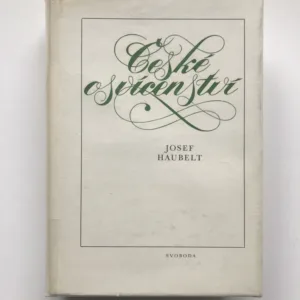 České
osvícenství
JOSEF
HAUBELT
SVOBODA